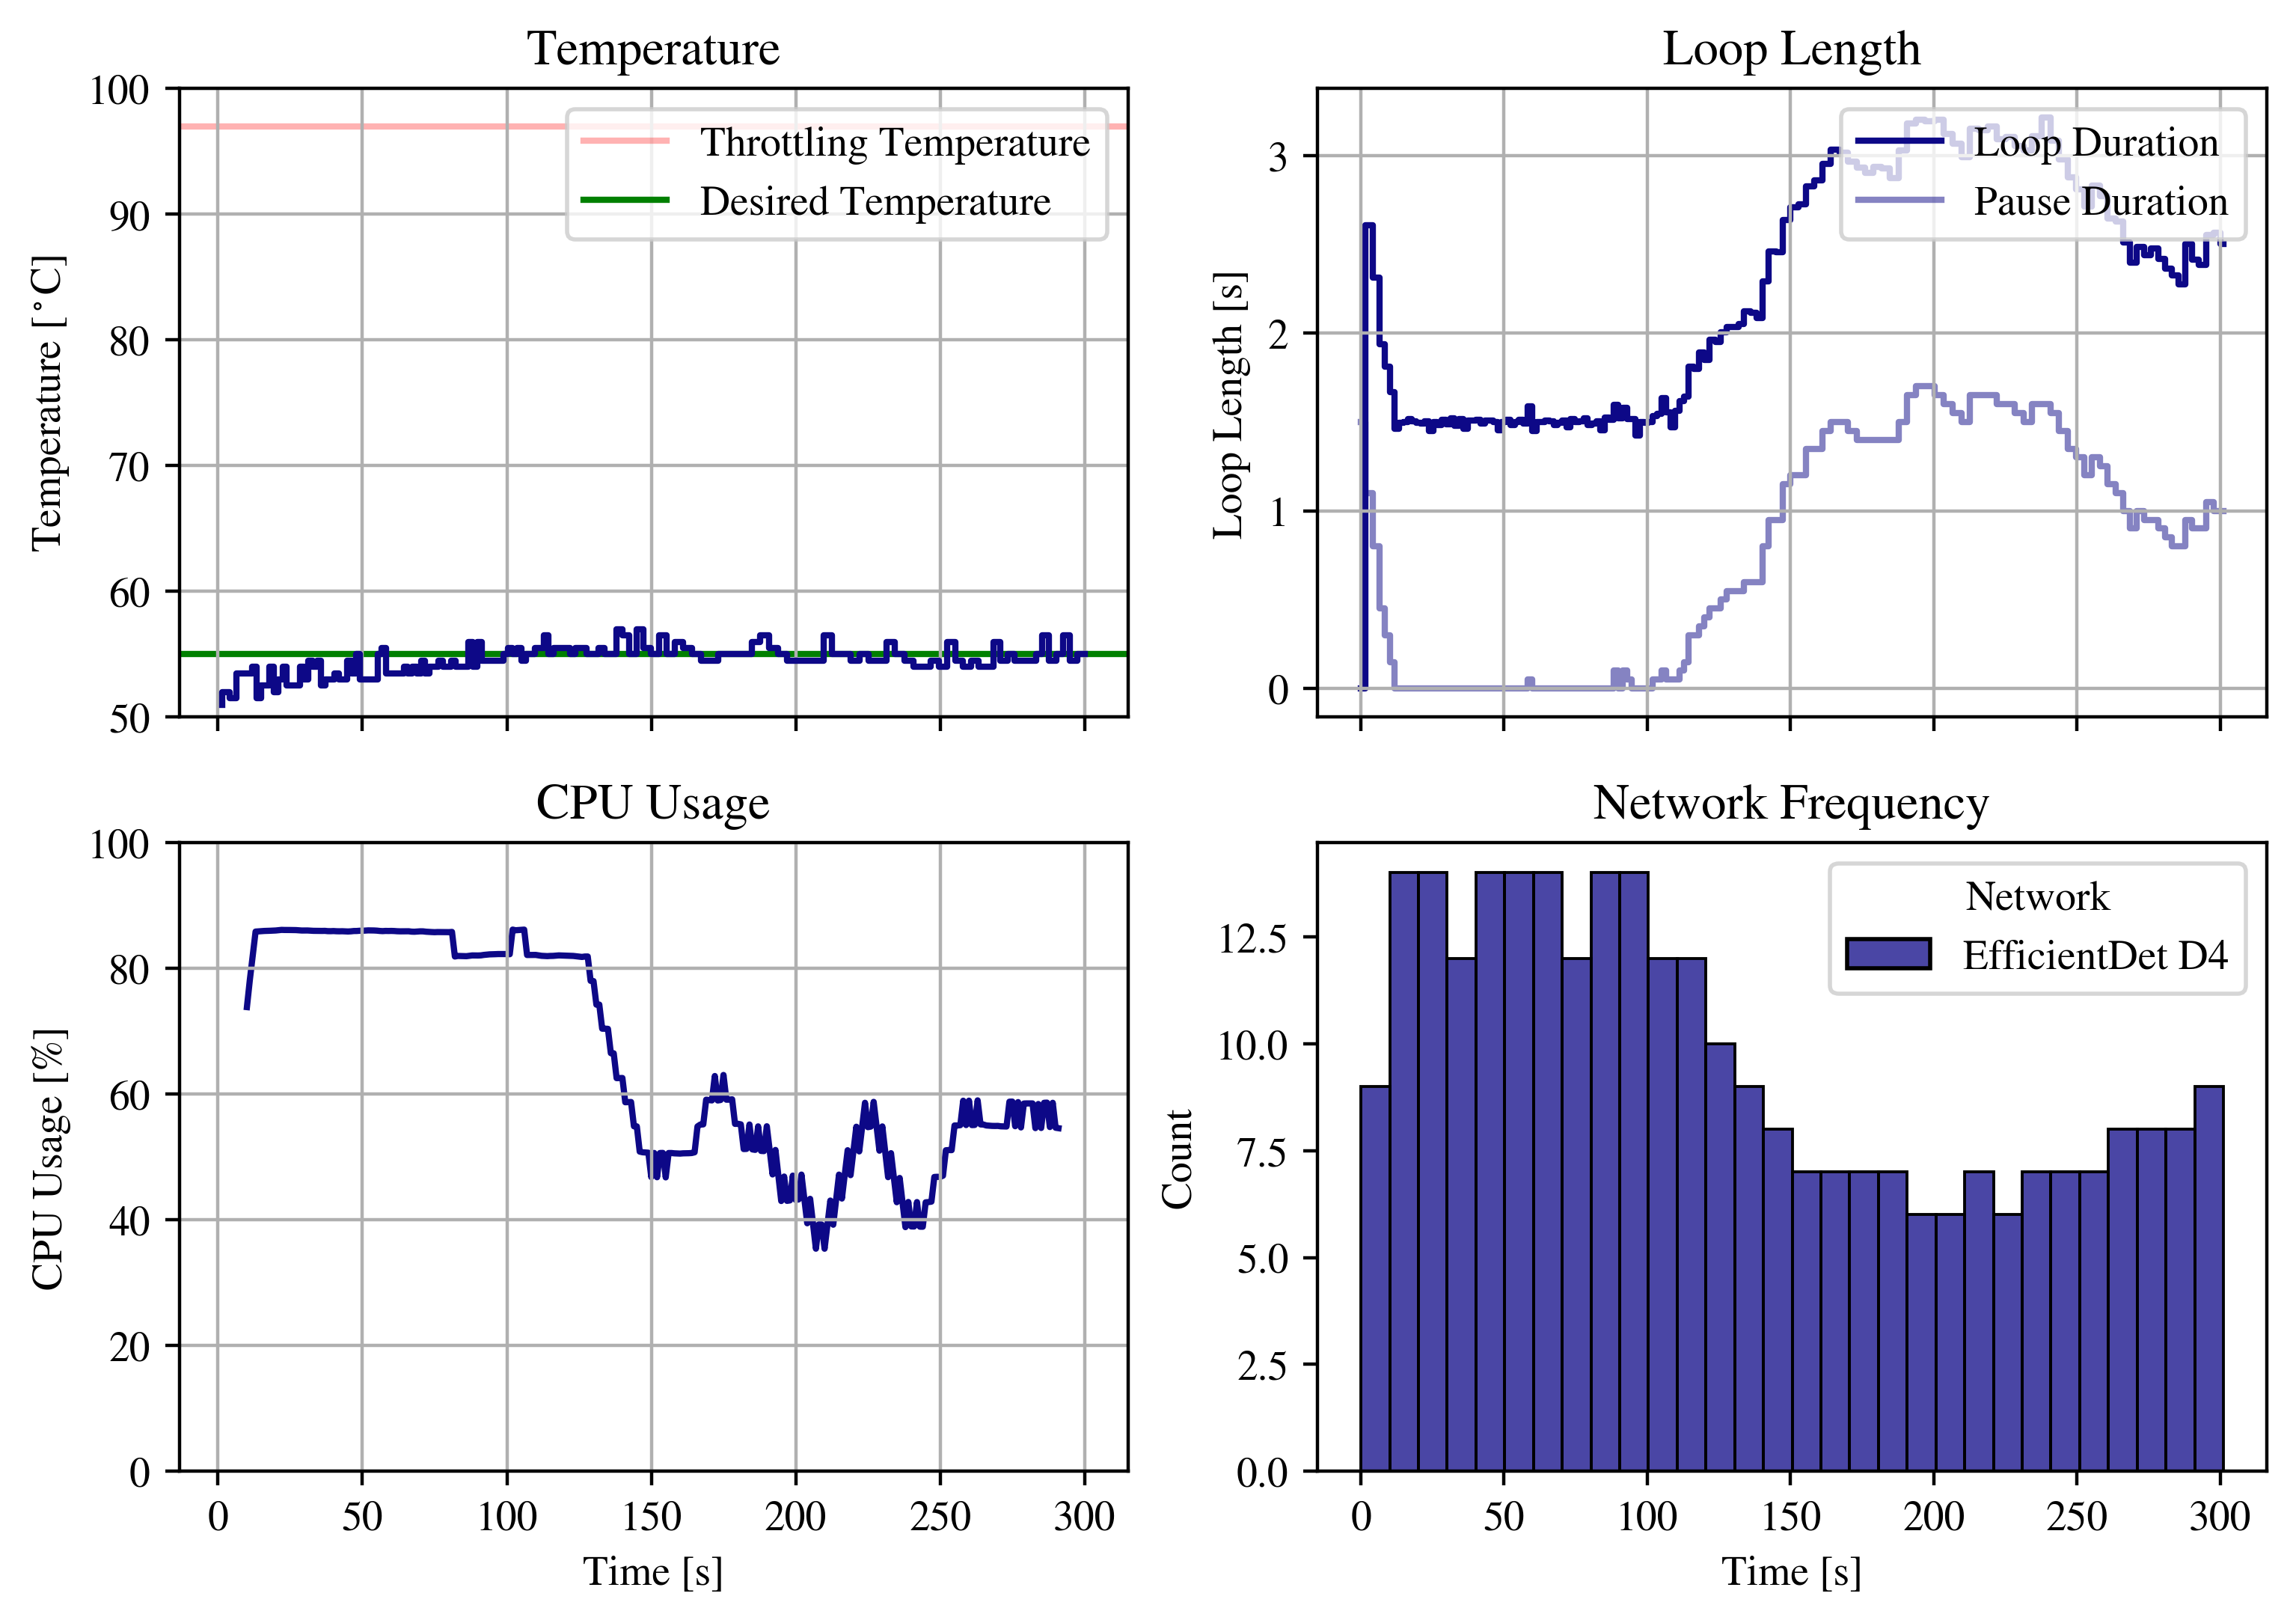 Temperature
Temperature [°C]
100
90
80
70
60
50
Throttling Temperature
Desired Temperature
Loop Length
Loop Length [s]
3
2
1
0
Loop Duration
Pause Duration
CPU Usage
CPU Usage [%]
100
80
60
40
20
0
0 50 100 150 200 250 300
Time [s]
Network Frequency
Count
12.5
10.0
7.5
5.0
2.5
0.0
Network
EfficientDet D4
0 50 100 150 200 250 300
Time [s]